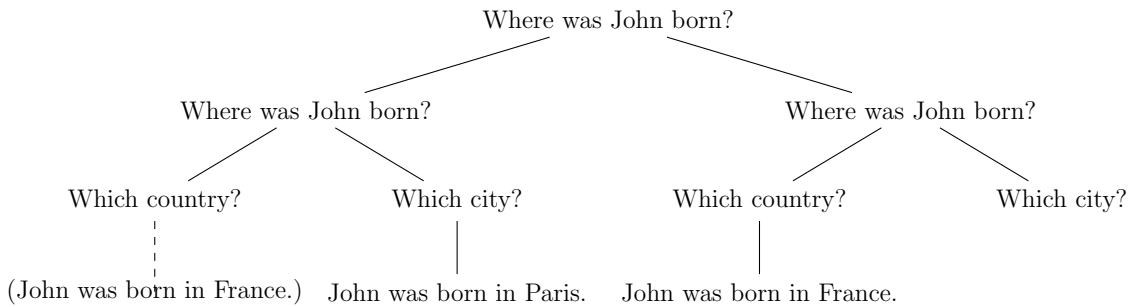 Where was John born?
Where was John born? Where was John born?
Which country? Which city? Which country? Which city?
(John was born in France.) John was born in Paris. John was born in France.